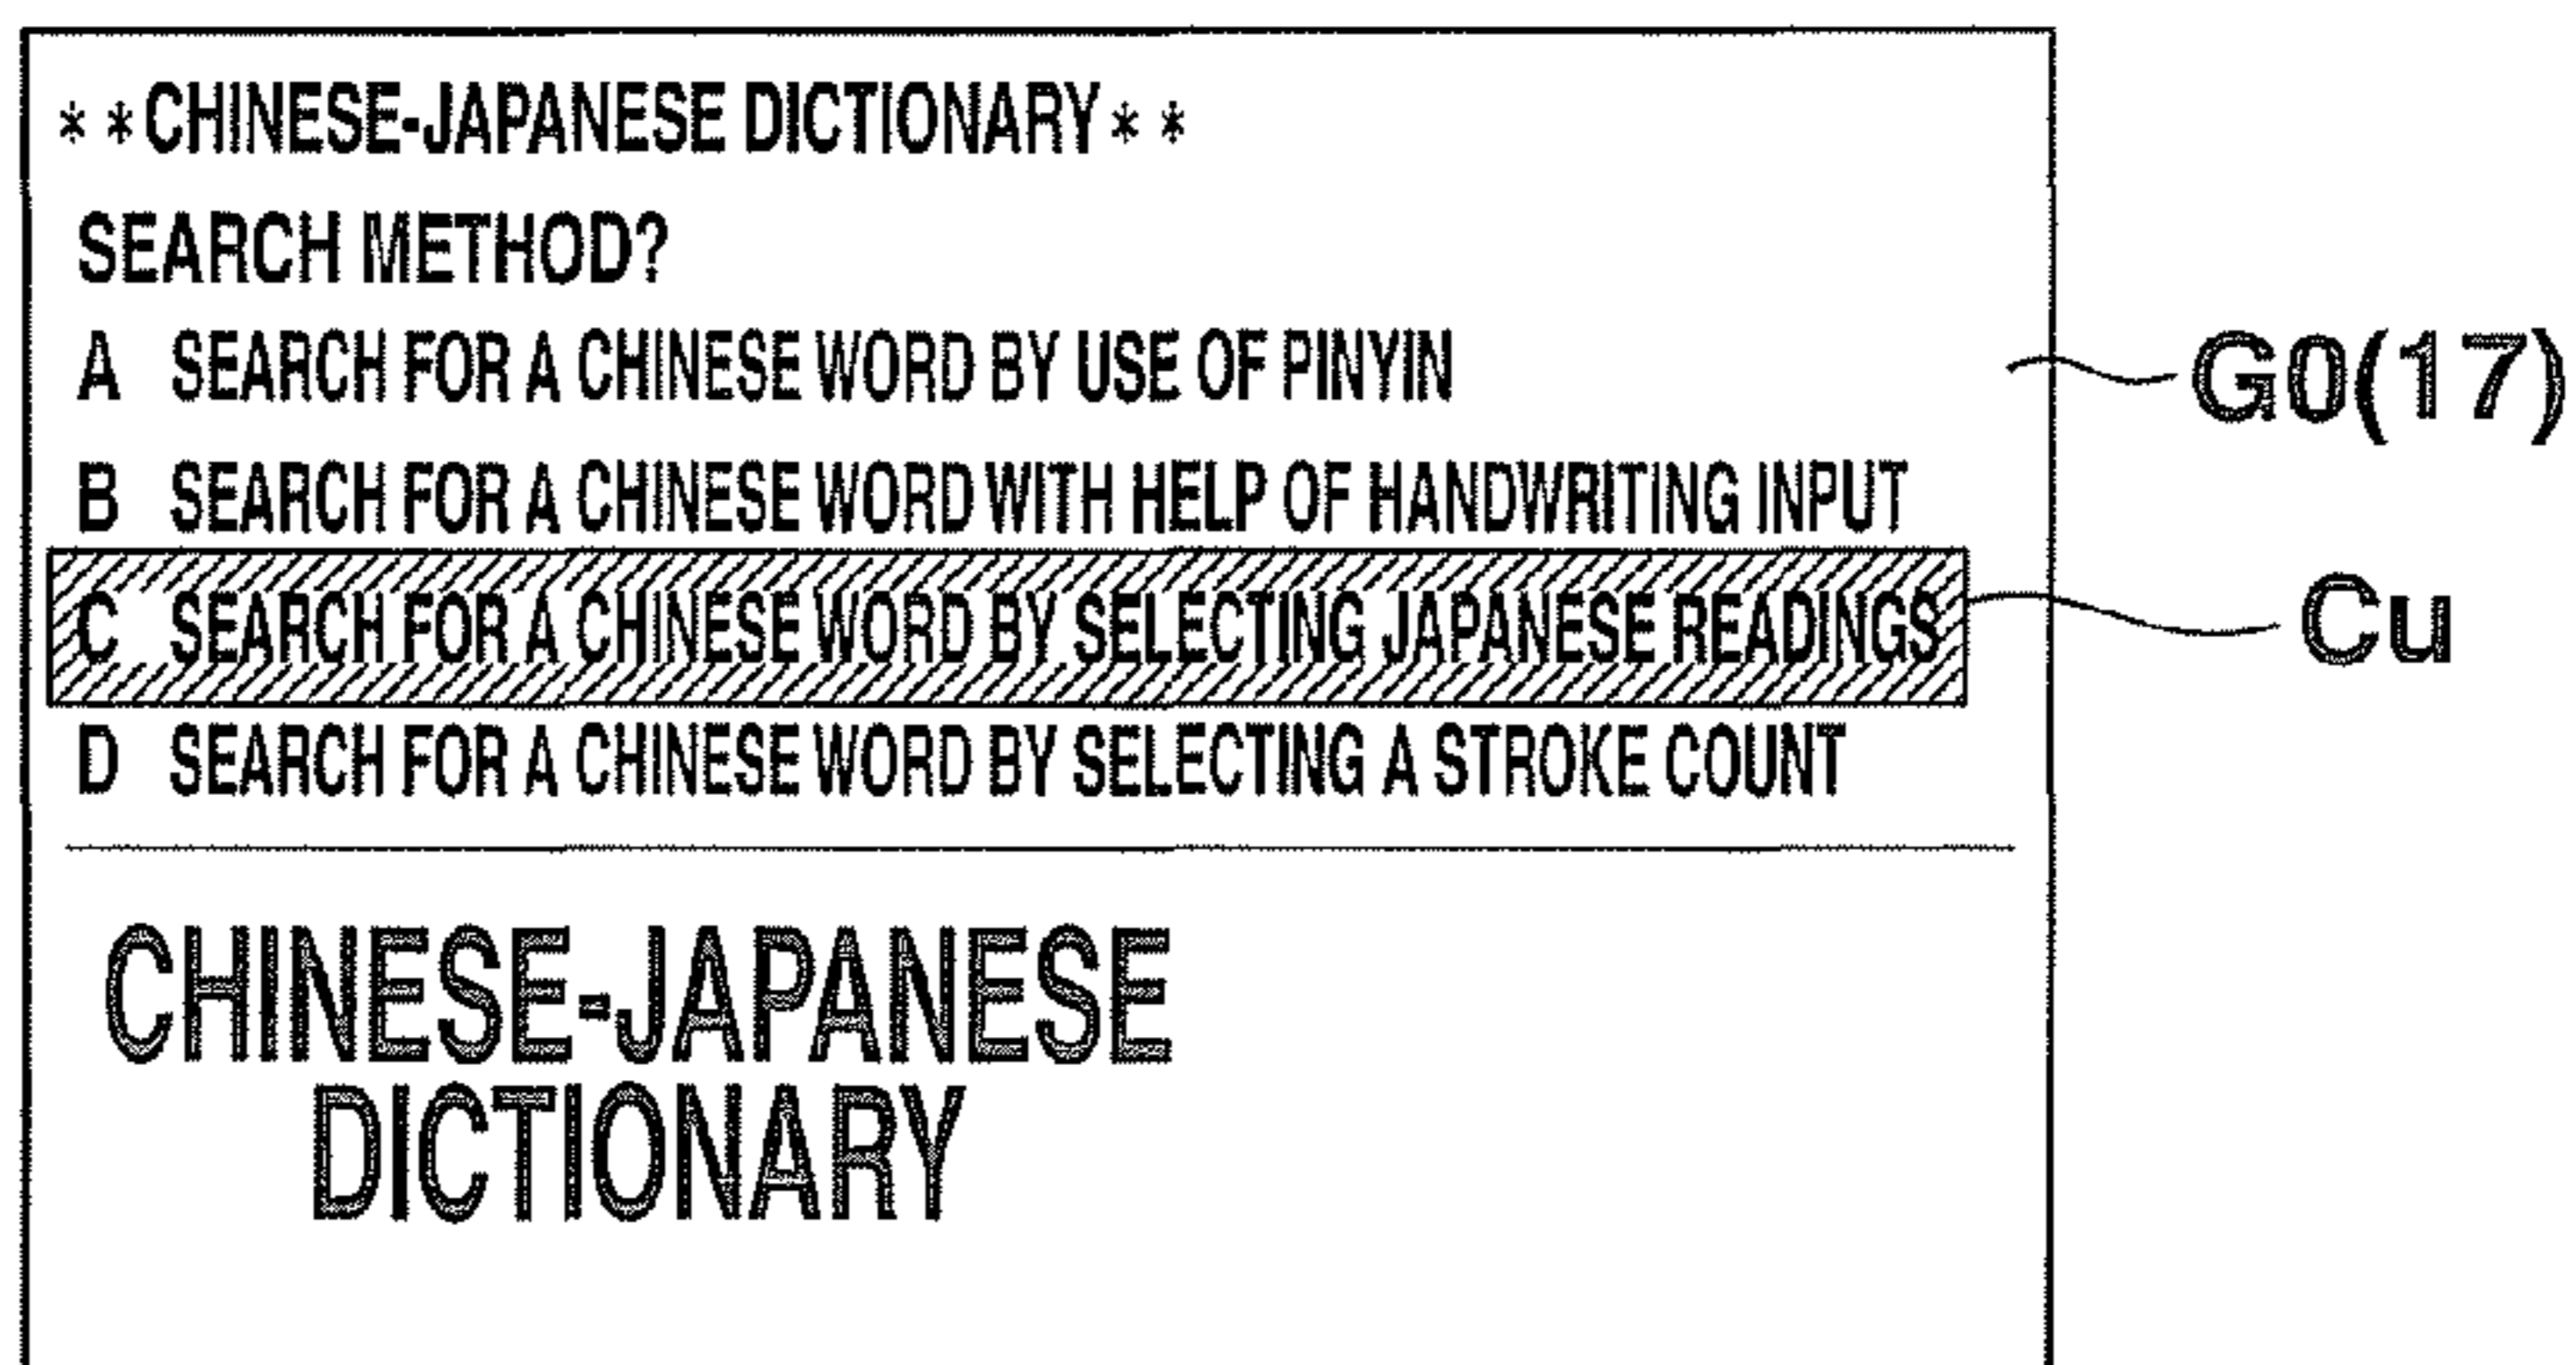 **CHINESE-JAPANESE DICTIONARY**
SEARCH METHOD?
A SEARCH FOR A CHINESE WORD BY USE OF PINYIN
G0(17)
B SEARCH FOR A CHINESE WORD WITH HELP OF HANDWRITING INPUT
C SEARCH FOR A CHINESE WORD BY SELECTING JAPANESE READINGS
Cu
D SEARCH FOR A CHINESE WORD BY SELECTING A STROKE COUNT
CHINESE-JAPANESE
DICTIONARY